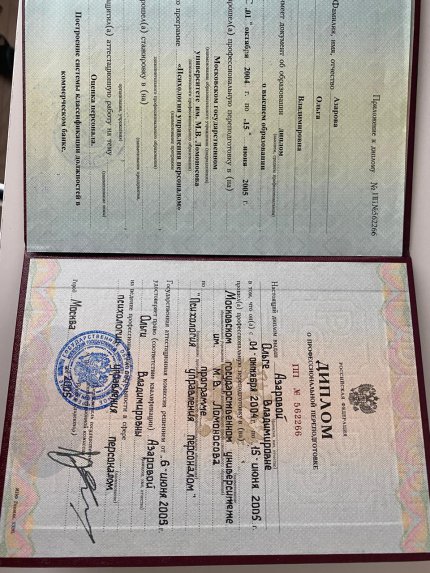 Приложение к диплому № ПП №562266
Фамилия, имя, отчество Азарова
Ольга
Владимировна
имеет документ об образовании диплом
о высшем образовании
С „01" октября 2004 г. по „15" июня 2005 г.
прошел(а) профессиональную переподготовку в (на)
Московском государственном
университете им. М.В. Ломоносова
по программе «Психология управления персоналом»
прошел(а) стажировку в (на)
защитил(а) аттестационную работу на тему
Оценка персонала.
Построение системы классификации должностей в
коммерческом банке.
РОССИЙСКАЯ ФЕДЕРАЦИЯ
ДИПЛОМ
О ПРОФЕССИОНАЛЬНОЙ ПЕРЕПОДГОТОВКЕ
ПП № 562266
Настоящий диплом выдан Азаровой
Ольге Владимировне
в том, что он(а) с „01" октября 2004 г. по „15" июня 2005 г.
прошел(а) профессиональную переподготовку в (на)
Московском государственном университете
им. М.В. Ломоносова
по программе
"Психология управления персоналом"
Государственная аттестационная комиссия решением от „6" июня 2005
удостоверяет право (соответствие квалификации) Азаровой
Ольги Владимировны
на ведение профессиональной деятельности в сфере
психологии управления персоналом
Город Москва 2005